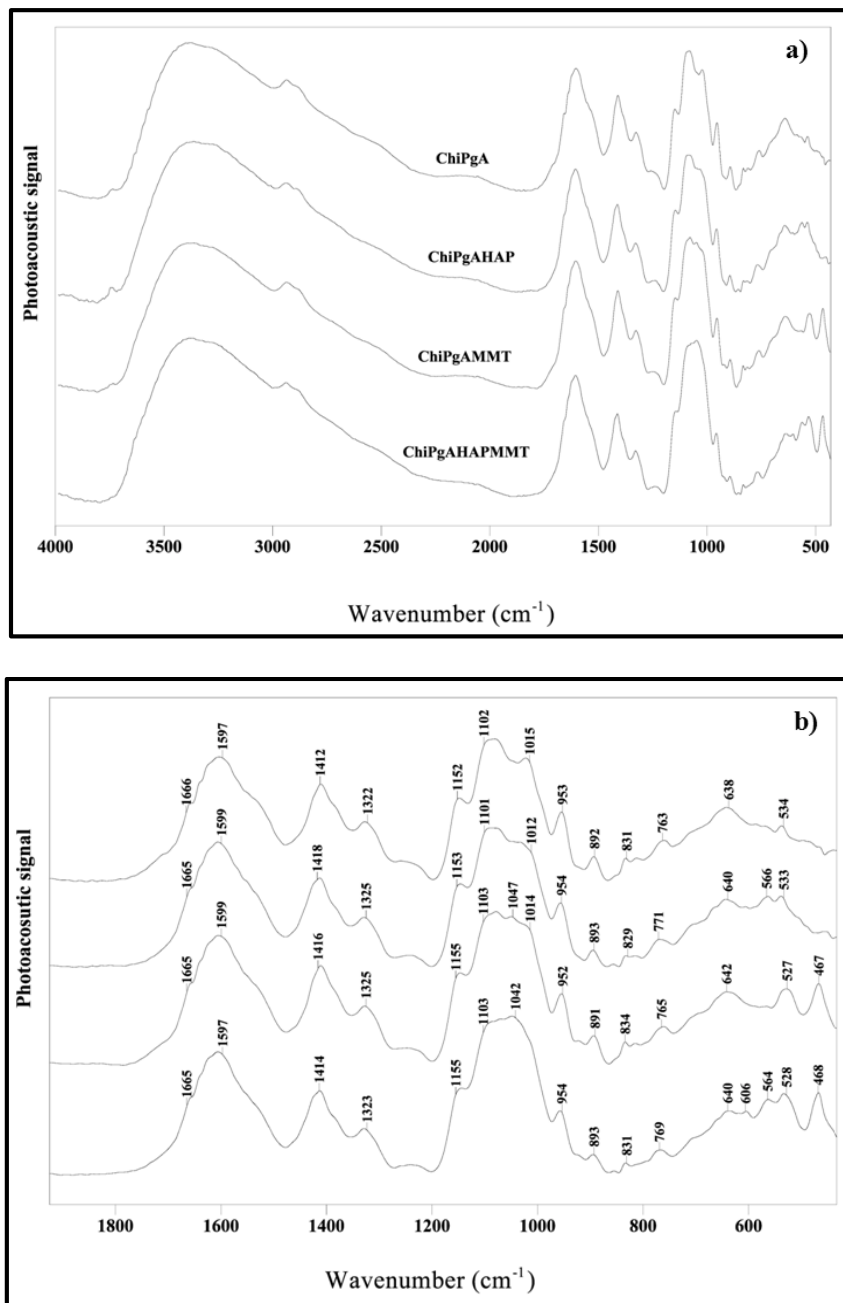 a)
Photoacoustic signal
ChiPgA
ChiPgAHAP
ChiPgAMMT
ChiPgAHAPMMT
4000 3500 3000 2500 2000 1500 1000 500
Wavenumber (cm-1)
b)
Photoacosutic signal
1666 1597 1412 1322 1152 1102 1015 953 892 831 763 638 534
1665 1599 1418 1325 1153 1101 1012 954 893 829 771 640 566 533
1665 1599 1416 1325 1155 1103 1047 1014 952 891 834 765 642 527 467
1665 1597 1414 1323 1155 1103 1042 954 893 831 769 640 606 564 528 468
1800 1600 1400 1200 1000 800 600
Wavenumber (cm-1)